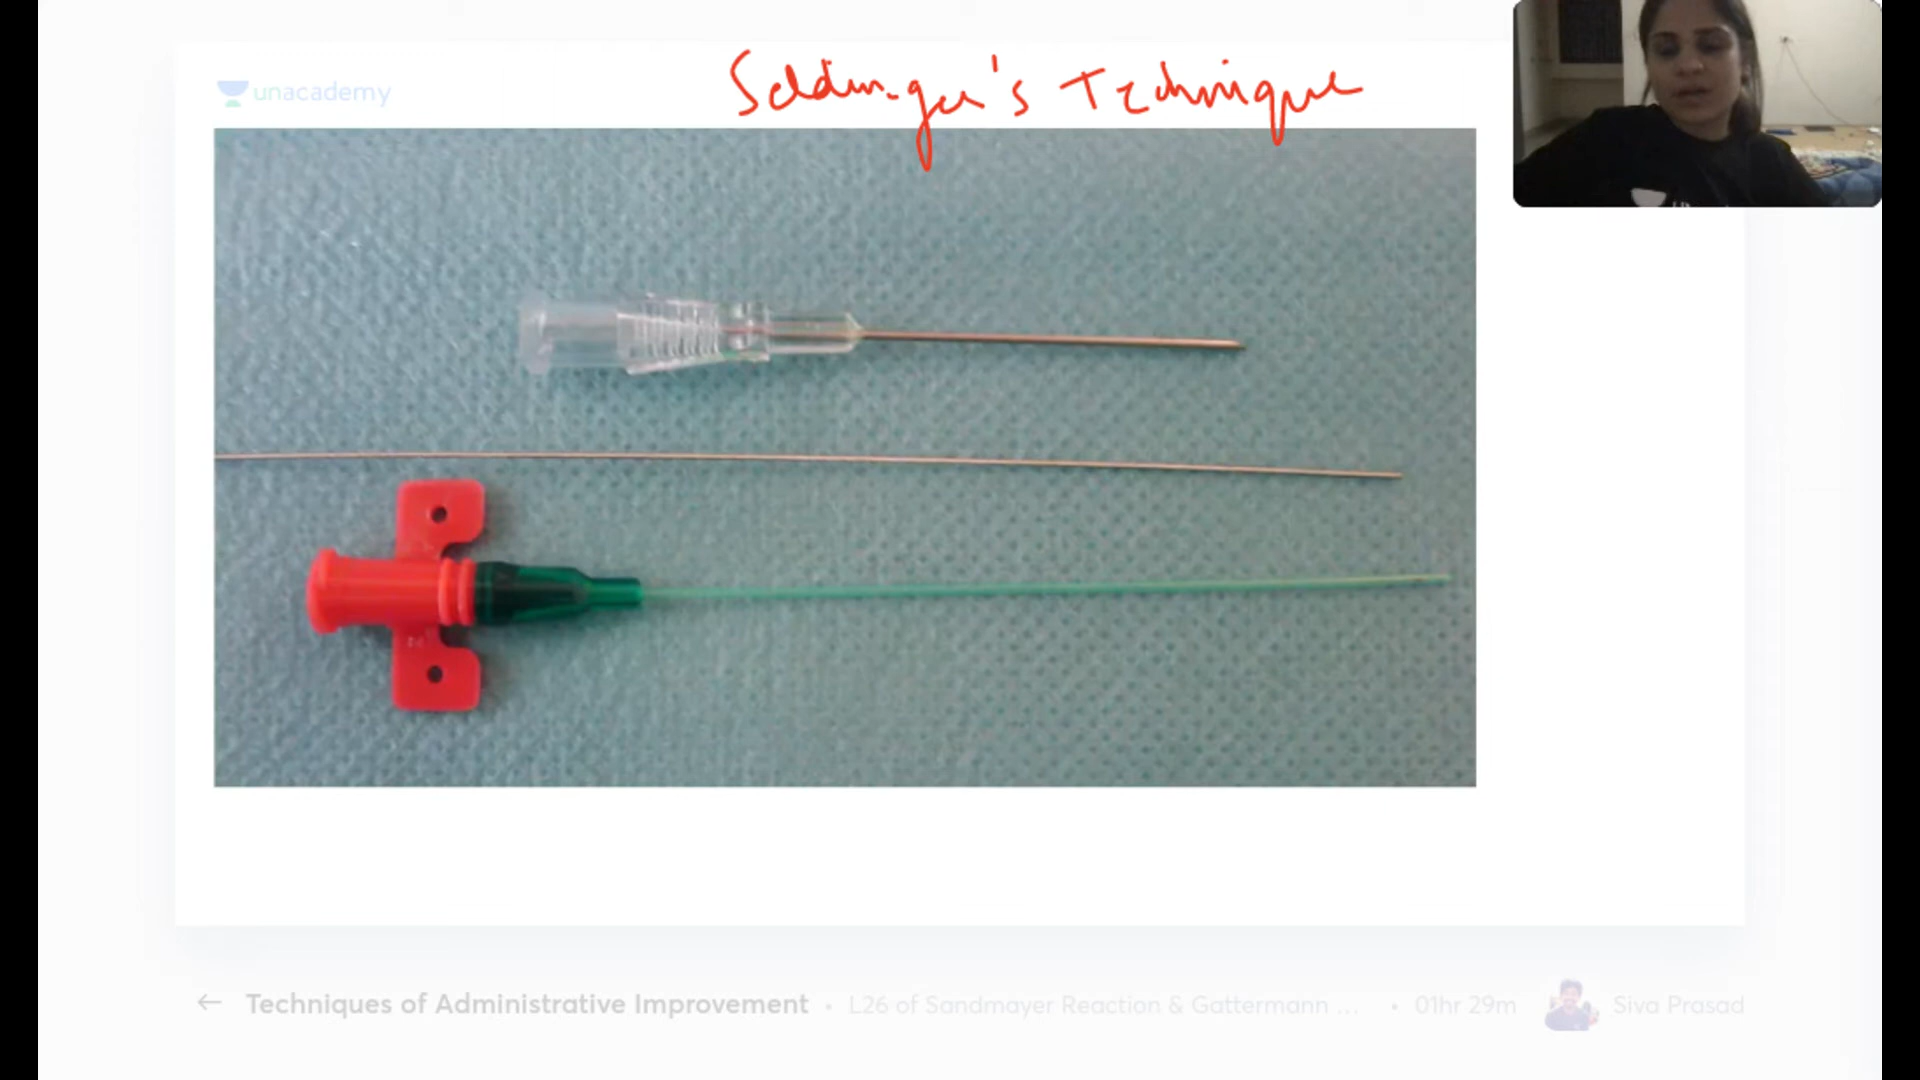 unacademy
Seldinger's Technique
← Techniques of Administrative Improvement • L26 of Sandmayer Reaction & Gattermann ... • 01hr 29m Siva Prasad